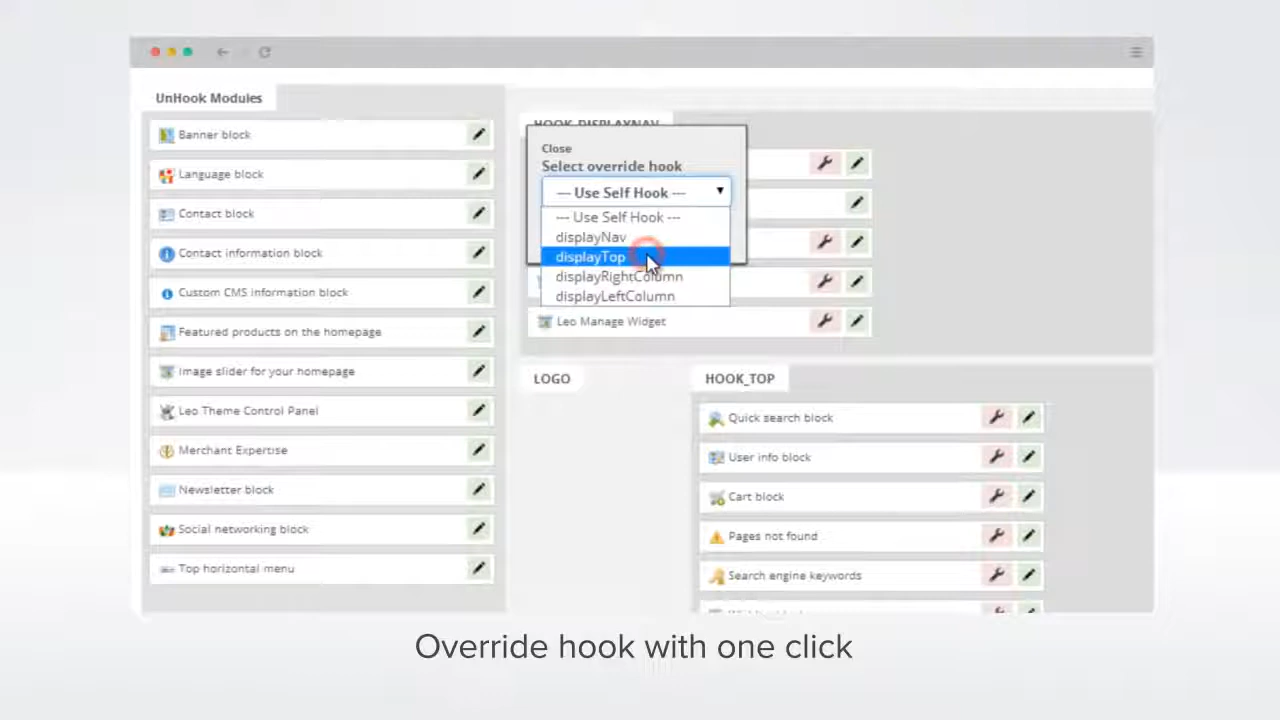 UnHook Modules
Banner block
Language block
Contact block
Contact information block
Custom CMS information block
Featured products on the homepage
Image slider for your homepage
Leo Theme Control Panel
Merchant Expertise
Newsletter block
Social networking block
Top horizontal menu
HOOK_DISPLAYNAV
Close
Select override hook
--- Use Self Hook ---
--- Use Self Hook ---
displayNav
displayTop
displayRightColumn
displayLeftColumn
Leo Manage Widget
LOGO
HOOK_TOP
Quick search block
User info block
Cart block
Pages not found
Search engine keywords
Override hook with one click